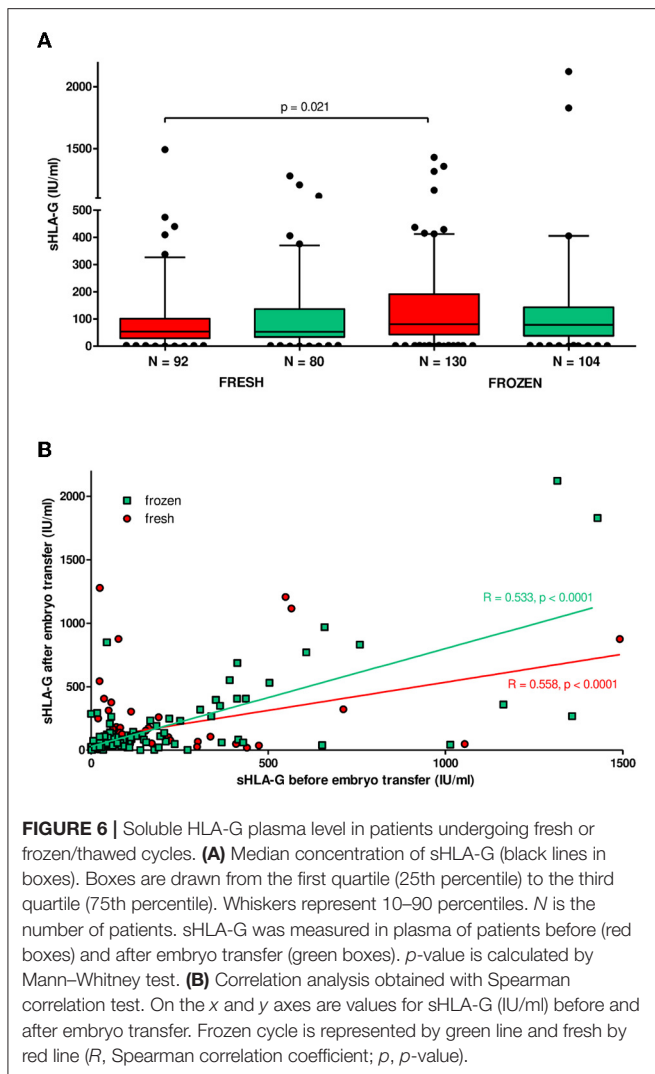 A
2000
p = 0.021
1500
sHLA-G (IU/ml)
500
400
300
200
100
0
N = 92 N = 80 N = 130 N = 104
FRESH FROZEN
B
2000
frozen
fresh
1500
sHLA-G after embryo transfer (IU/ml)
R = 0.533, p < 0.0001
1000
R = 0.558, p < 0.0001
500
0
0 500 1000 1500
sHLA-G before embryo transfer (IU/ml)
FIGURE 6 | Soluble HLA-G plasma level in patients undergoing fresh or
frozen/thawed cycles. (A) Median concentration of sHLA-G (black lines in
boxes). Boxes are drawn from the first quartile (25th percentile) to the third
quartile (75th percentile). Whiskers represent 10–90 percentiles. N is the
number of patients. sHLA-G was measured in plasma of patients before (red
boxes) and after embryo transfer (green boxes). p-value is calculated by
Mann–Whitney test. (B) Correlation analysis obtained with Spearman
correlation test. On the x and y axes are values for sHLA-G (IU/ml) before and
after embryo transfer. Frozen cycle is represented by green line and fresh by
red line (R, Spearman correlation coefficient; p, p-value).